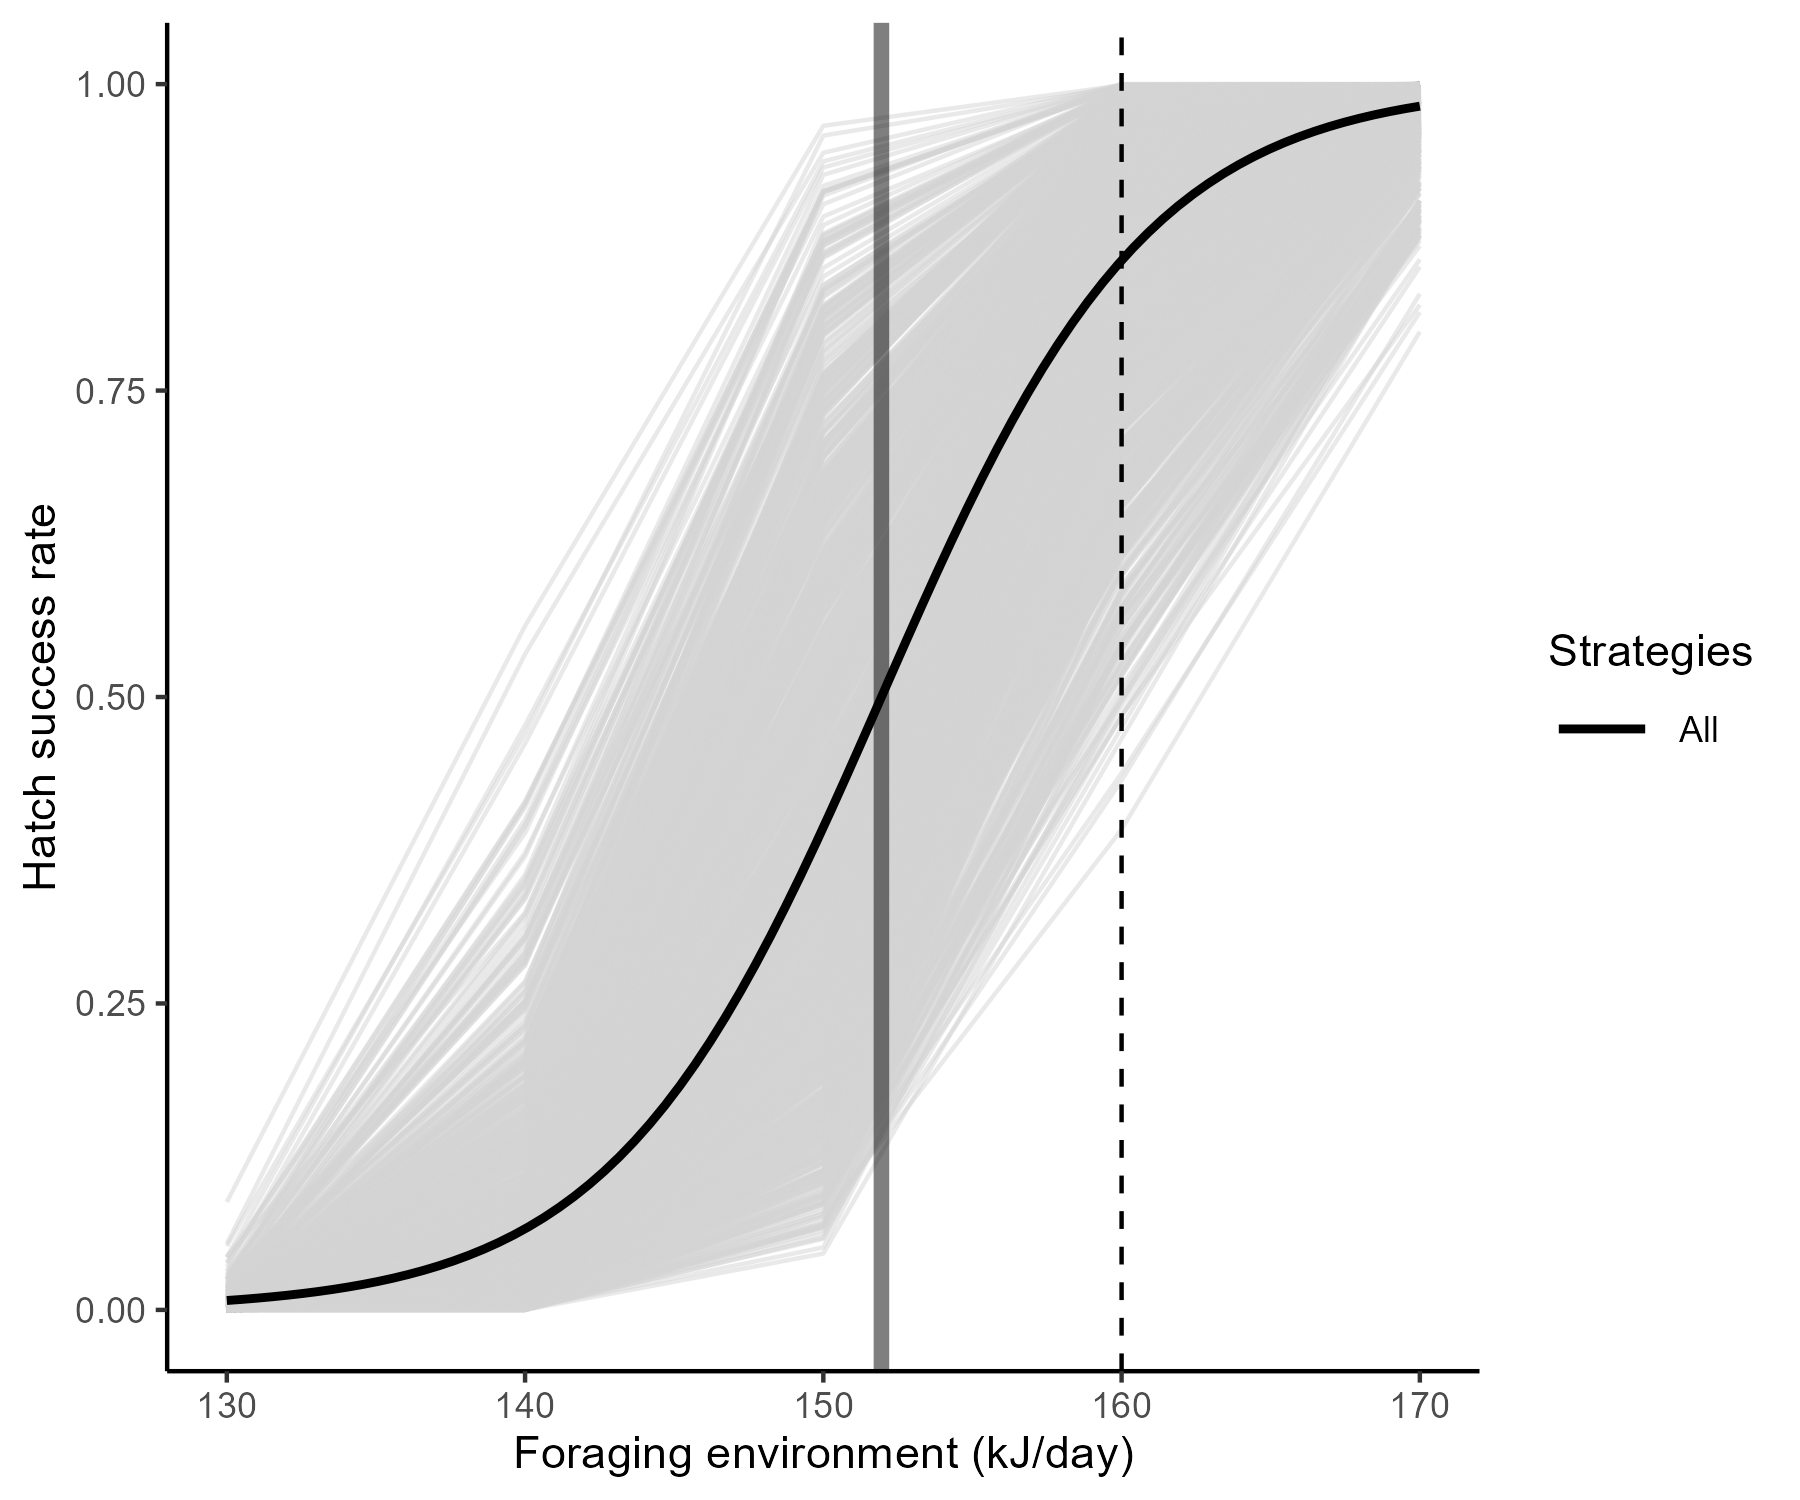 1.00
0.75
0.50
0.25
0.00
Hatch success rate
130 140 150 160 170
Foraging environment (kJ/day)
Strategies
All